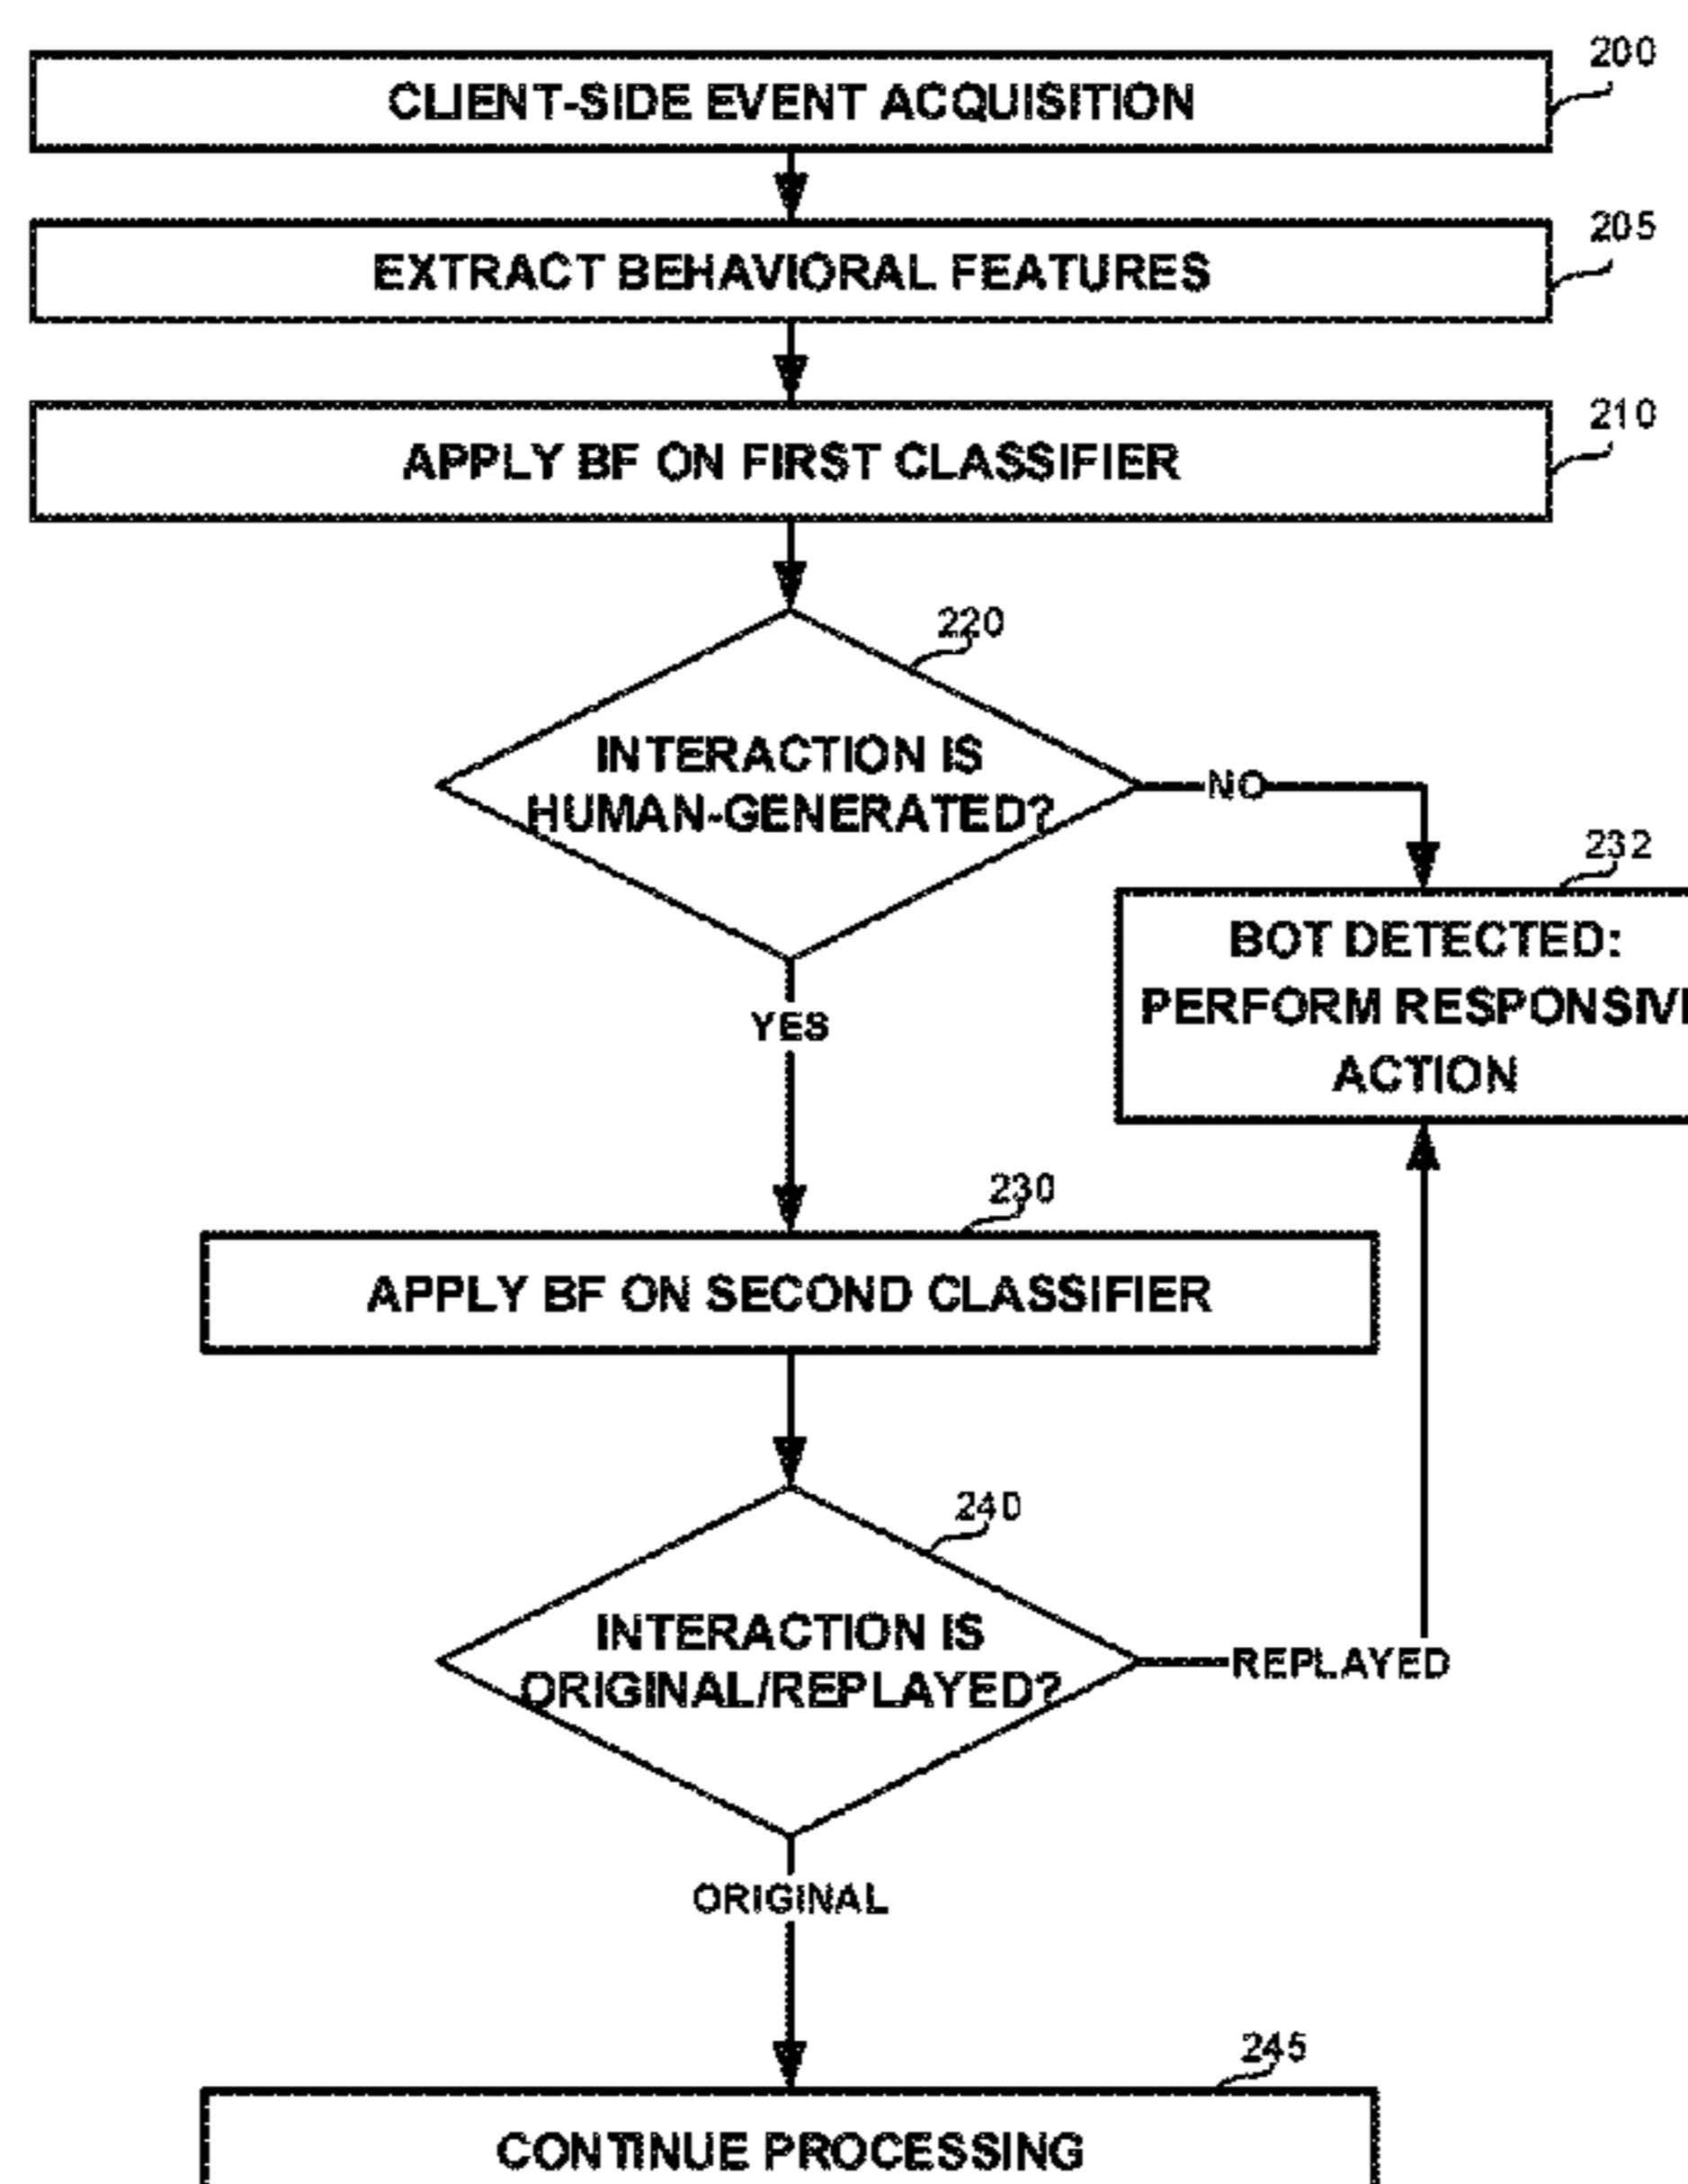 200
CLIENT-SIDE EVENT ACQUISITION
205
EXTRACT BEHAVIORAL FEATURES
210
APPLY BF ON FIRST CLASSIFIER
220
INTERACTION IS
HUMAN-GENERATED?
NO
232
BOT DETECTED:
PERFORM RESPONSIV
ACTION
YES
230
APPLY BF ON SECOND CLASSIFIER
240
INTERACTION IS
ORIGINAL/REPLAYED?
REPLAYED
ORIGINAL
245
CONTINUE PROCESSING